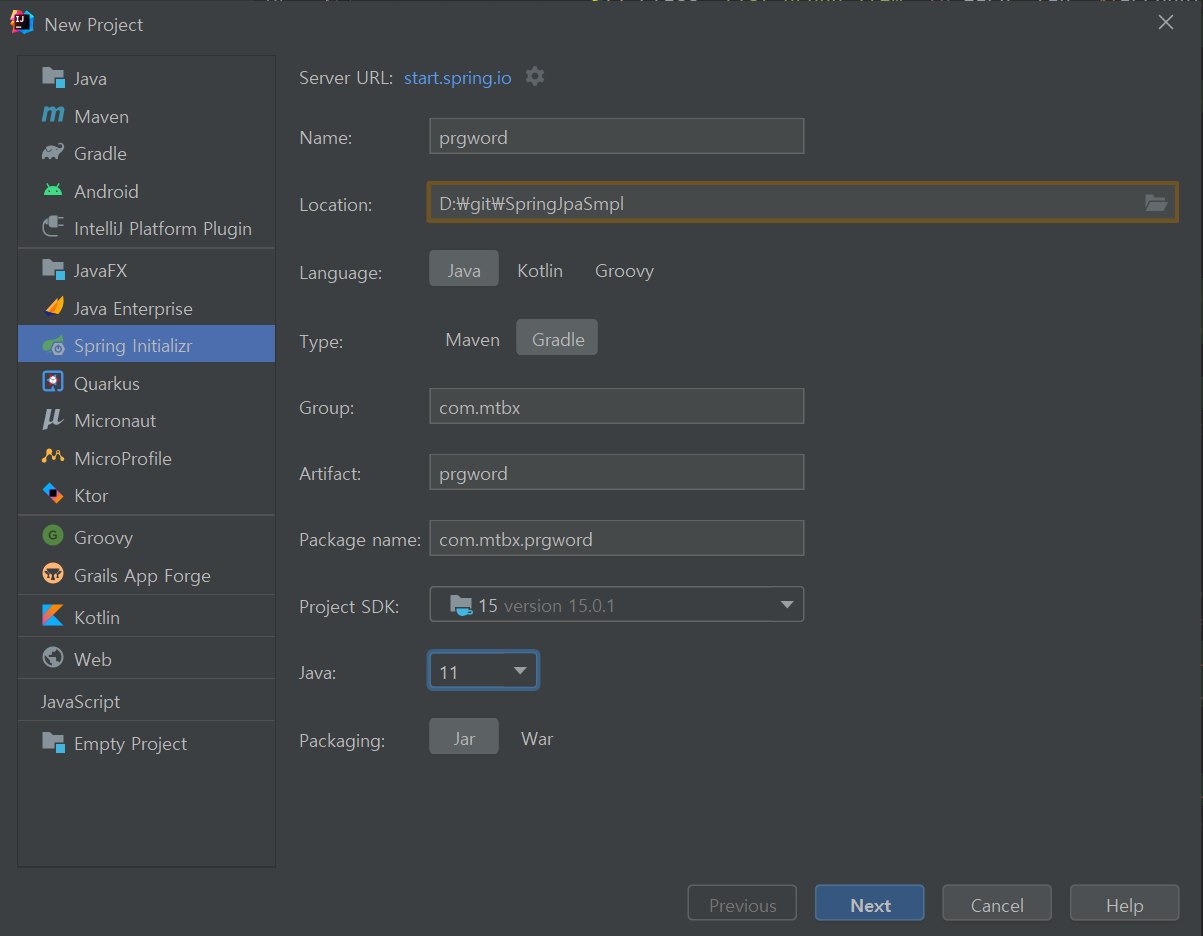 New Project
Java
Maven
Gradle
Android
IntelliJ Platform Plugin
JavaFX
Java Enterprise
Spring Initializr
Quarkus
Micronaut
MicroProfile
Ktor
Groovy
Grails App Forge
Kotlin
Web
JavaScript
Empty Project
Server URL: start.spring.io
Name: prgword
Location: D:₩git₩SpringJpaSmpl
Language: Java Kotlin Groovy
Type: Maven Gradle
Group: com.mtbx
Artifact: prgword
Package name: com.mtbx.prgword
Project SDK: 15 version 15.0.1
Java: 11
Packaging: Jar War
Previous Next Cancel Help